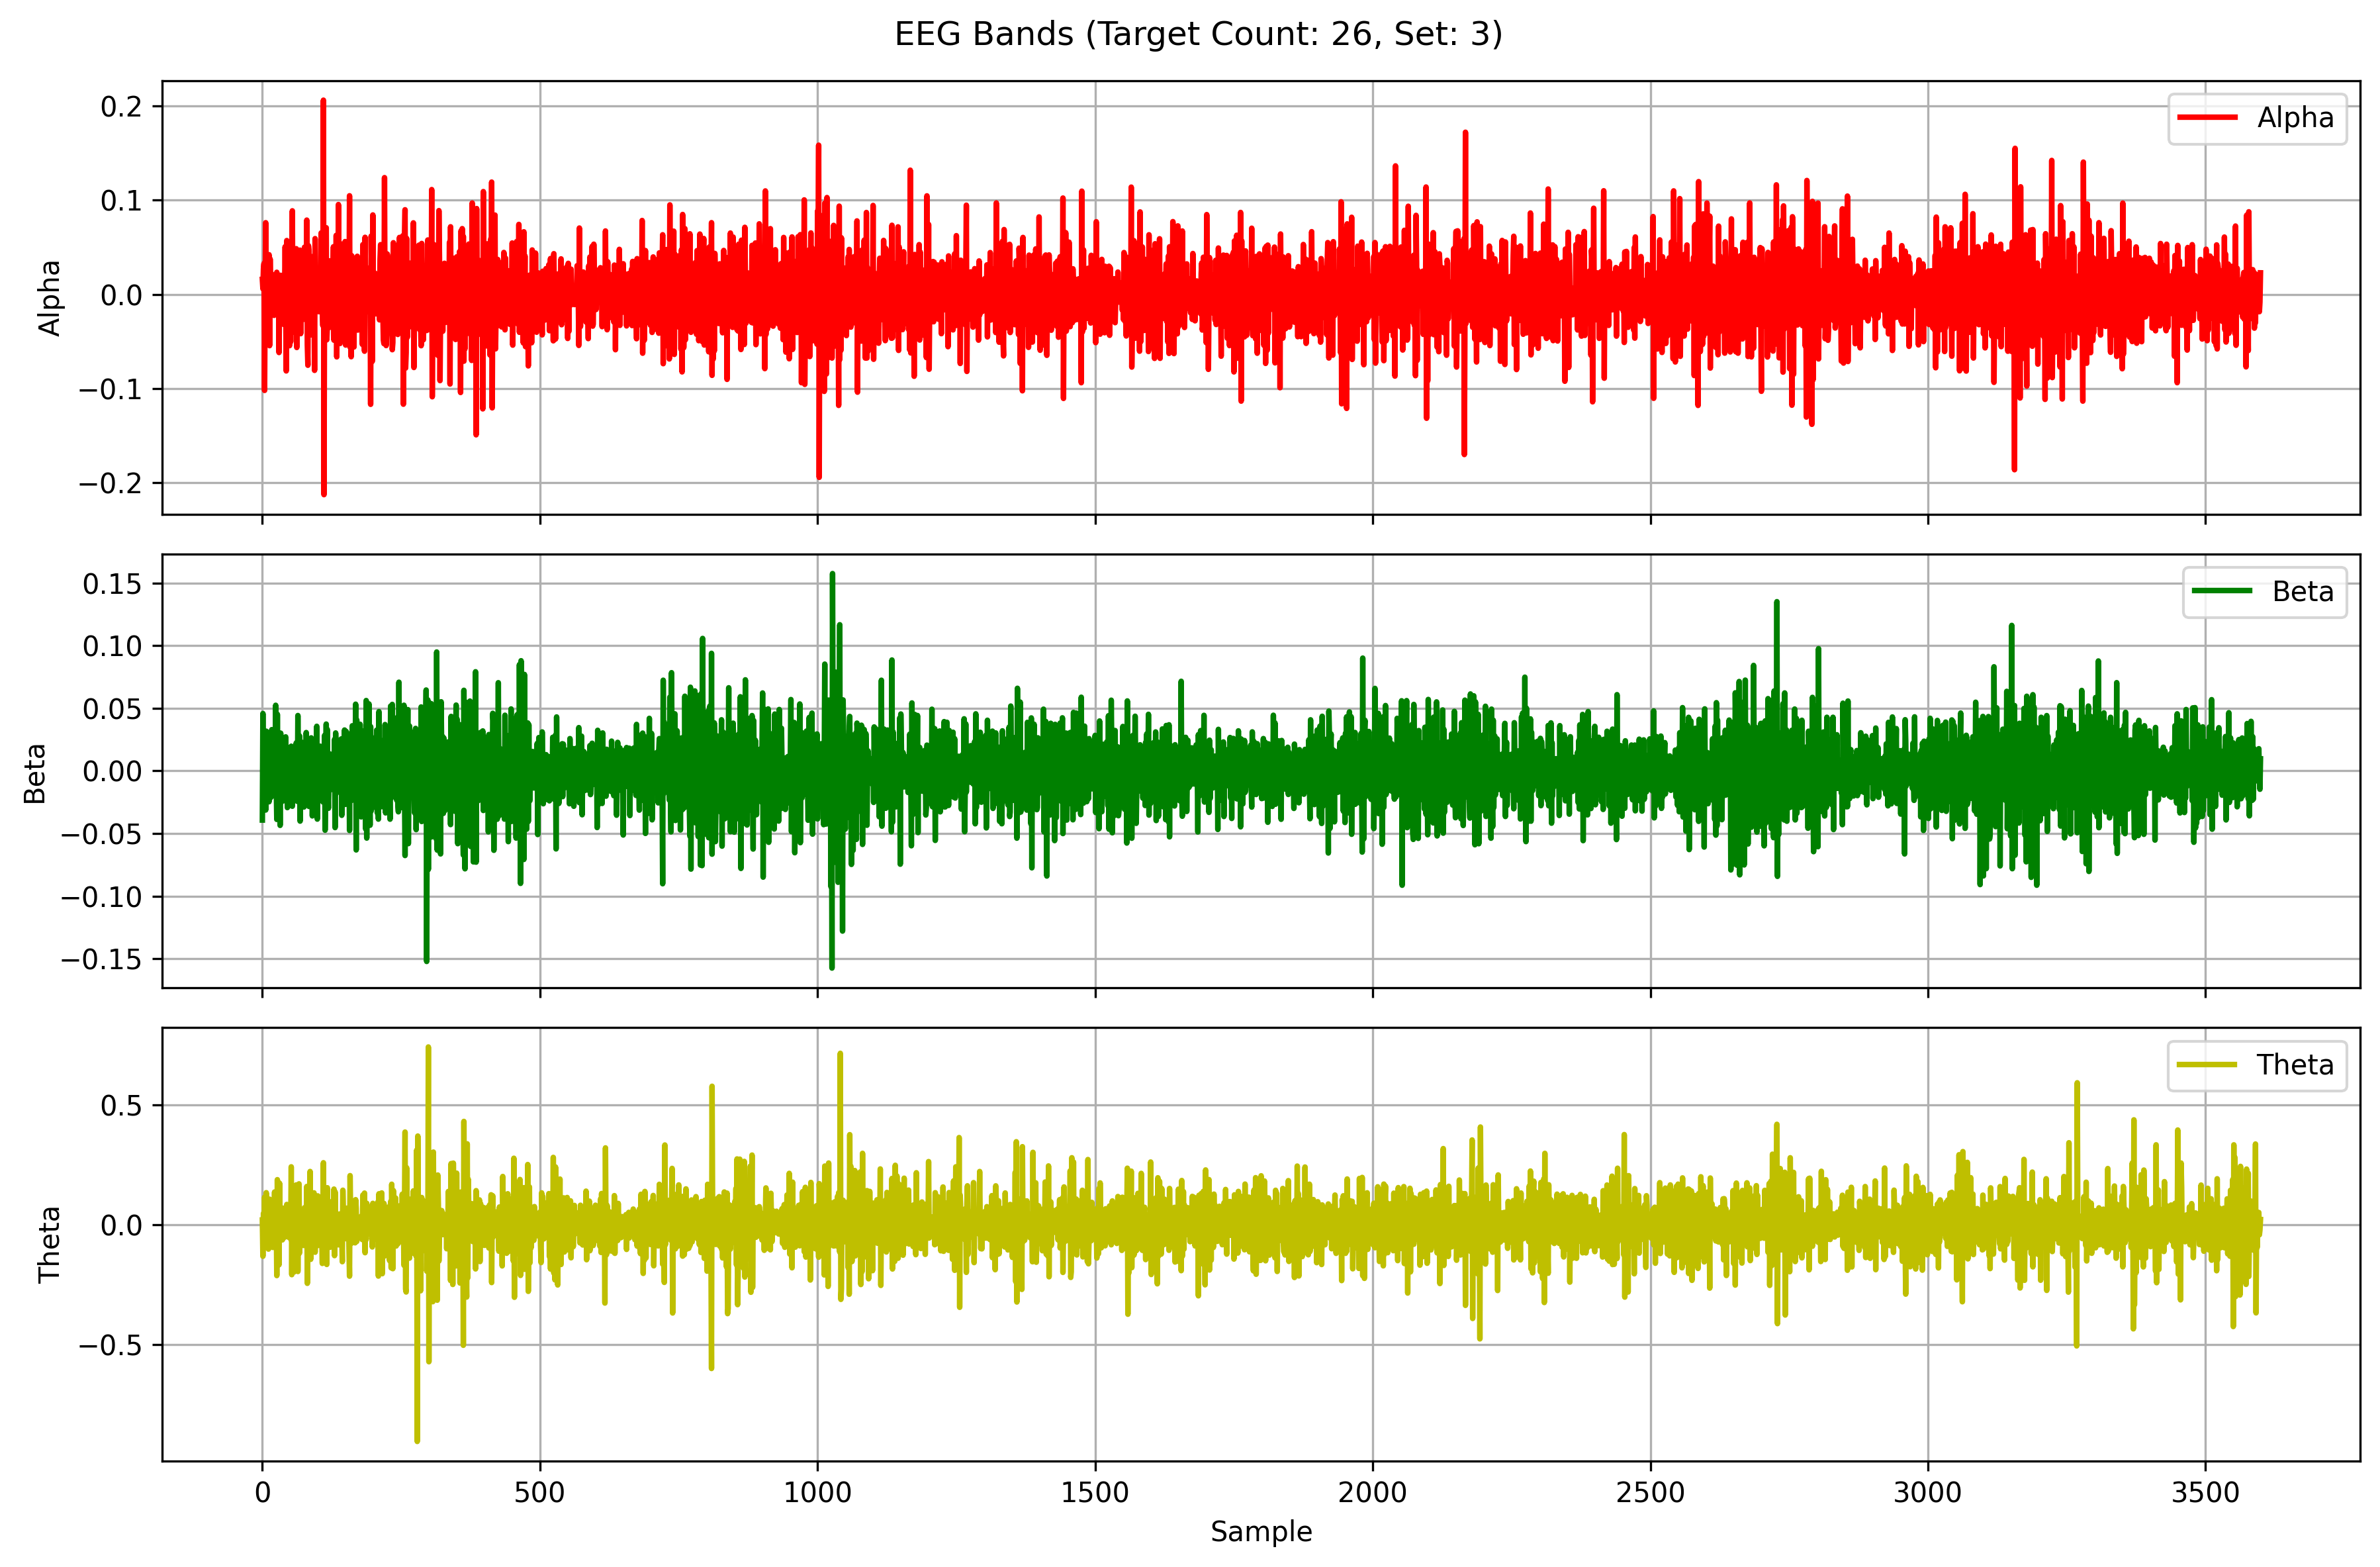 EEG Bands (Target Count: 26, Set: 3)
0.2
0.1
0.0
−0.1
−0.2
Alpha
Alpha
0.15
0.10
0.05
0.00
−0.05
−0.10
−0.15
Beta
Beta
0.5
0.0
−0.5
Theta
Theta
0 500 1000 1500 2000 2500 3000 3500
Sample